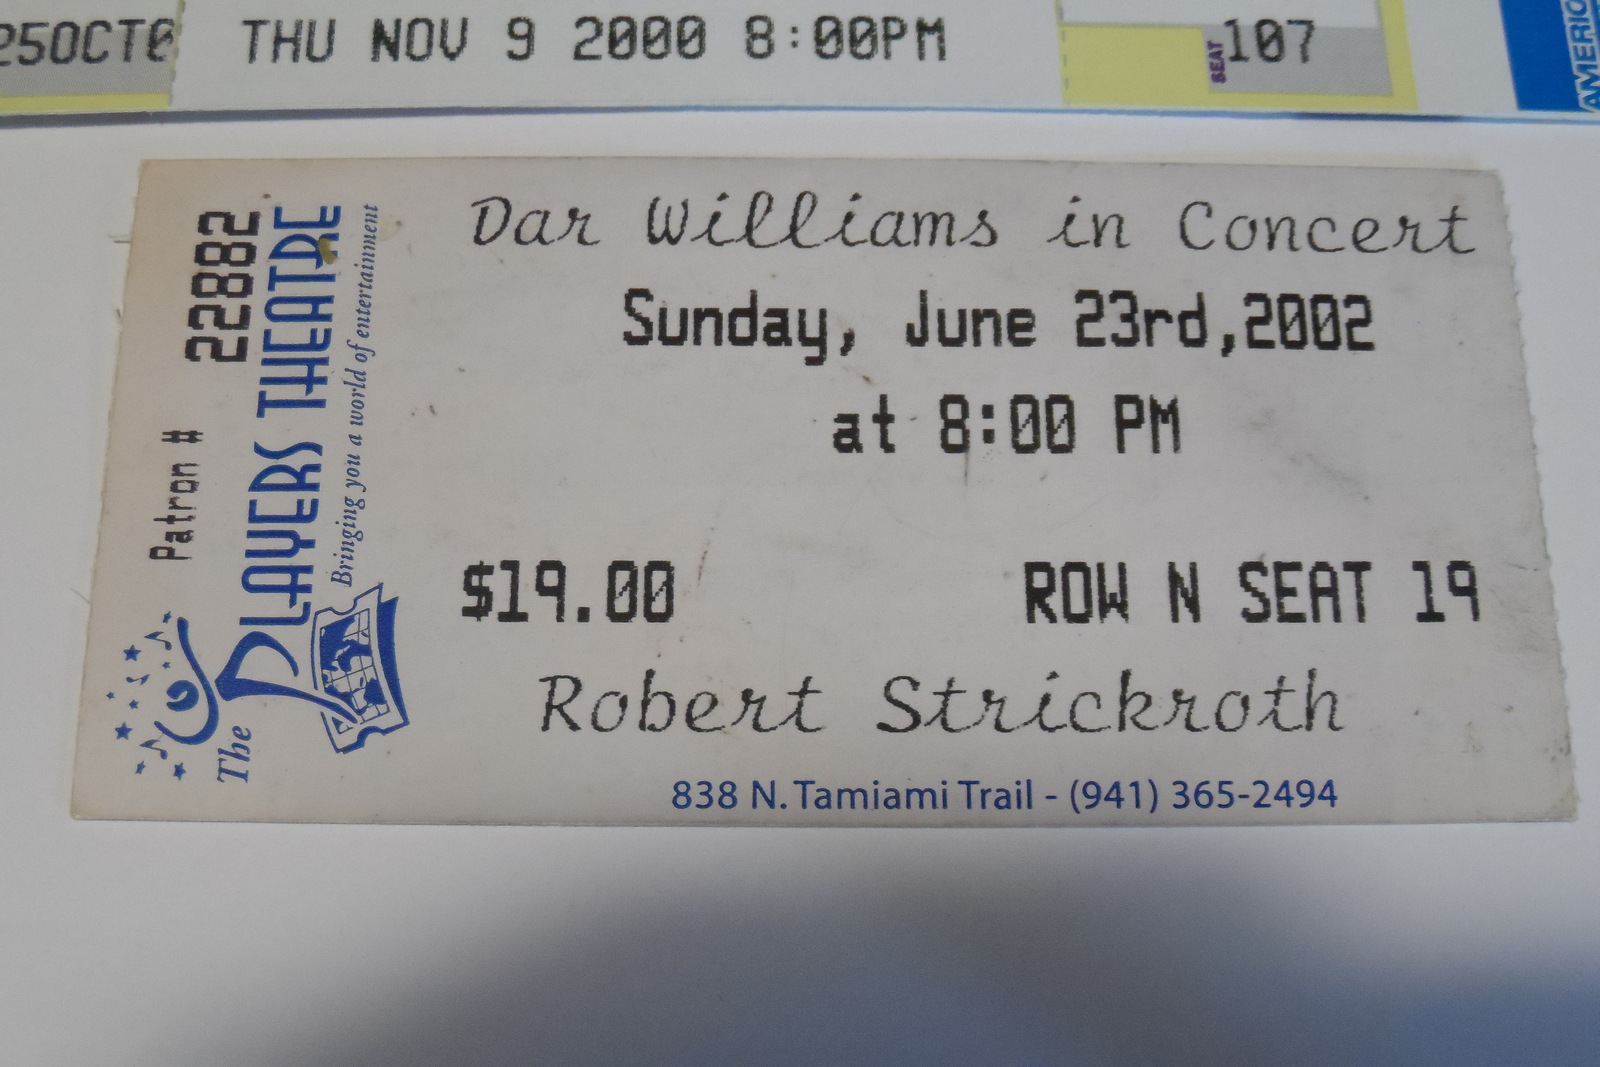 25OCT0 THU NOV 9 2000 8:00PM SEAT 107
Patron # 22882
The PLAYERS THEATRE
Bringing you a world of entertainment
Dar Williams in Concert
Sunday, June 23rd,2002
at 8:00 PM
$19.00 ROW N SEAT 19
Robert Strickroth
838 N. Tamiami Trail - (941) 365-2494